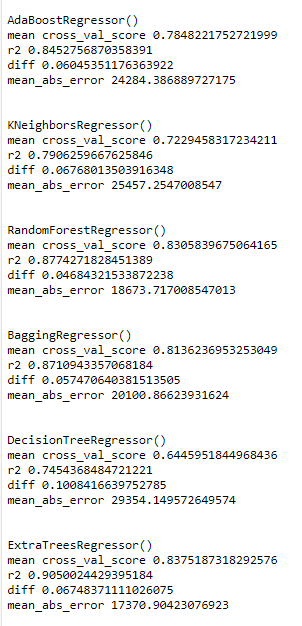 AdaBoostRegressor()
mean cross_val_score 0.7848221752721999
r2 0.8452756870358391
diff 0.06045351176363922
mean_abs_error 24284.386889727175
KNeighborsRegressor()
mean cross_val_score 0.7229458317234211
r2 0.7906259667625846
diff 0.06768013503916348
mean_abs_error 25457.2547008547
RandomForestRegressor()
mean cross_val_score 0.8305839675064165
r2 0.8774271828451389
diff 0.04684321533872238
mean_abs_error 18673.717008547013
BaggingRegressor()
mean cross_val_score 0.8136236953253049
r2 0.8710943357068184
diff 0.057470640381513505
mean_abs_error 20100.86623931624
DecisionTreeRegressor()
mean cross_val_score 0.6445951844968436
r2 0.7454368484721221
diff 0.1008416639752785
mean_abs_error 29354.149572649574
ExtraTreesRegressor()
mean cross_val_score 0.8375187318292576
r2 0.9050024429395184
diff 0.06748371111026075
mean_abs_error 17370.90423076923